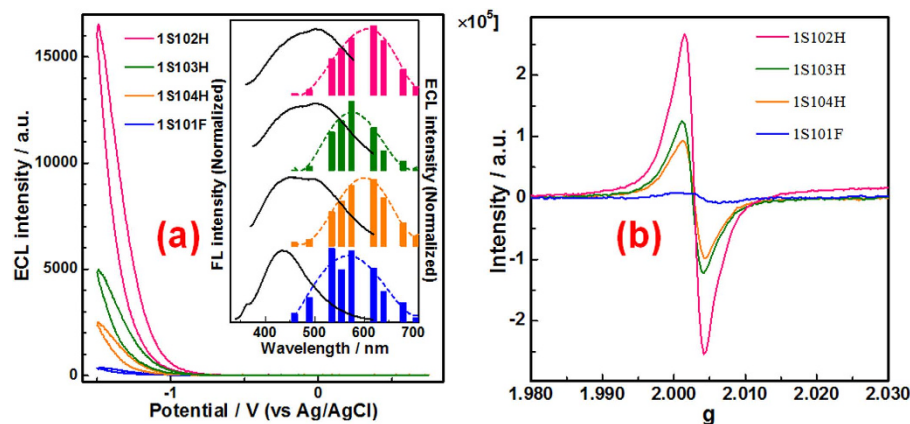 16000
15000
10000
5000
0
ECL intensity / a.u.
-1
0
Potential / V (vs Ag/AgCl)
1S102H
1S103H
1S104H
1S101F
(a)
FL intensity (Normalized)
ECL intensity (Normalized)
400
500
600
700
Wavelength / nm
×10⁵]
2
1
0
-1
-2
Intensity / a.u.
1.980
1.990
2.000
2.010
2.020
2.030
g
1S102H
1S103H
1S104H
1S101F
(b)